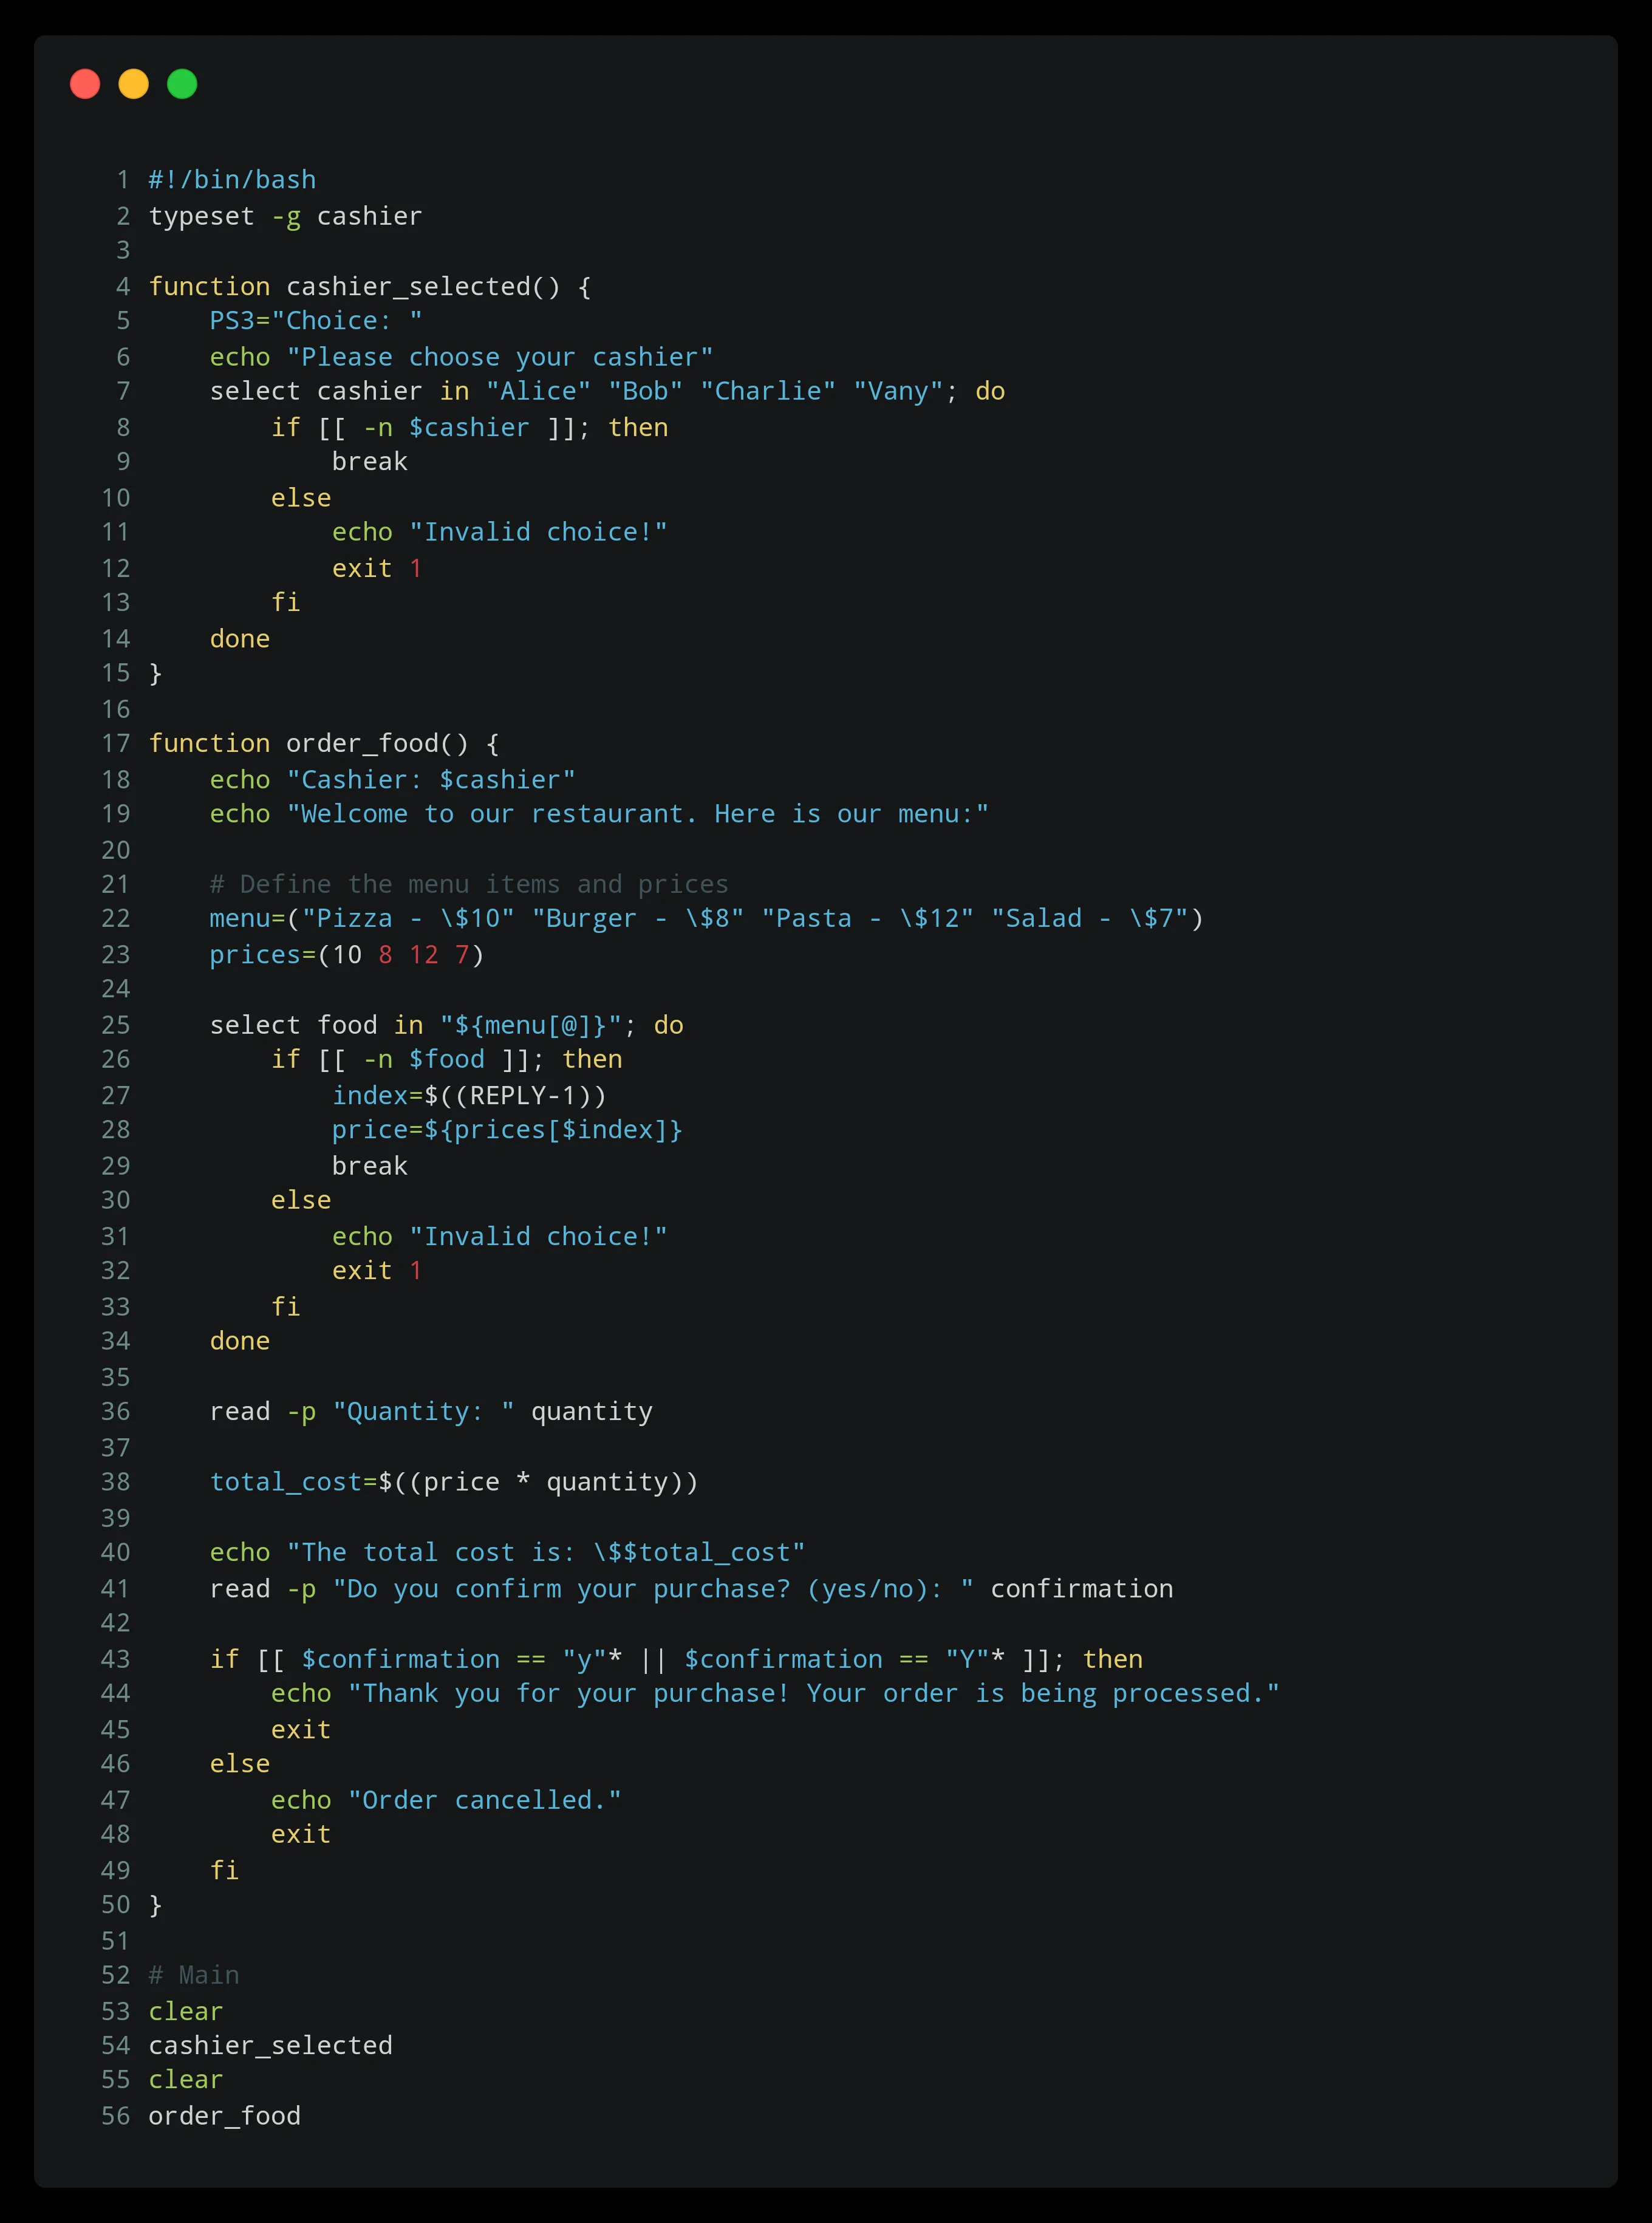 1 #!/bin/bash
2 typeset -g cashier
3
4 function cashier_selected() {
5     PS3="Choice: "
6     echo "Please choose your cashier"
7     select cashier in "Alice" "Bob" "Charlie" "Vany"; do
8         if [[ -n $cashier ]]; then
9             break
10         else
11             echo "Invalid choice!"
12             exit 1
13         fi
14     done
15 }
16
17 function order_food() {
18     echo "Cashier: $cashier"
19     echo "Welcome to our restaurant. Here is our menu:"
20
21     # Define the menu items and prices
22     menu=("Pizza - \$10" "Burger - \$8" "Pasta - \$12" "Salad - \$7")
23     prices=(10 8 12 7)
24
25     select food in "${menu[@]}"; do
26         if [[ -n $food ]]; then
27             index=$((REPLY-1))
28             price=${prices[$index]}
29             break
30         else
31             echo "Invalid choice!"
32             exit 1
33         fi
34     done
35
36     read -p "Quantity: " quantity
37
38     total_cost=$((price * quantity))
39
40     echo "The total cost is: \$$total_cost"
41     read -p "Do you confirm your purchase? (yes/no): " confirmation
42
43     if [[ $confirmation == "y"* || $confirmation == "Y"* ]]; then
44         echo "Thank you for your purchase! Your order is being processed."
45         exit
46     else
47         echo "Order cancelled."
48         exit
49     fi
50 }
51
52 # Main
53 clear
54 cashier_selected
55 clear
56 order_food